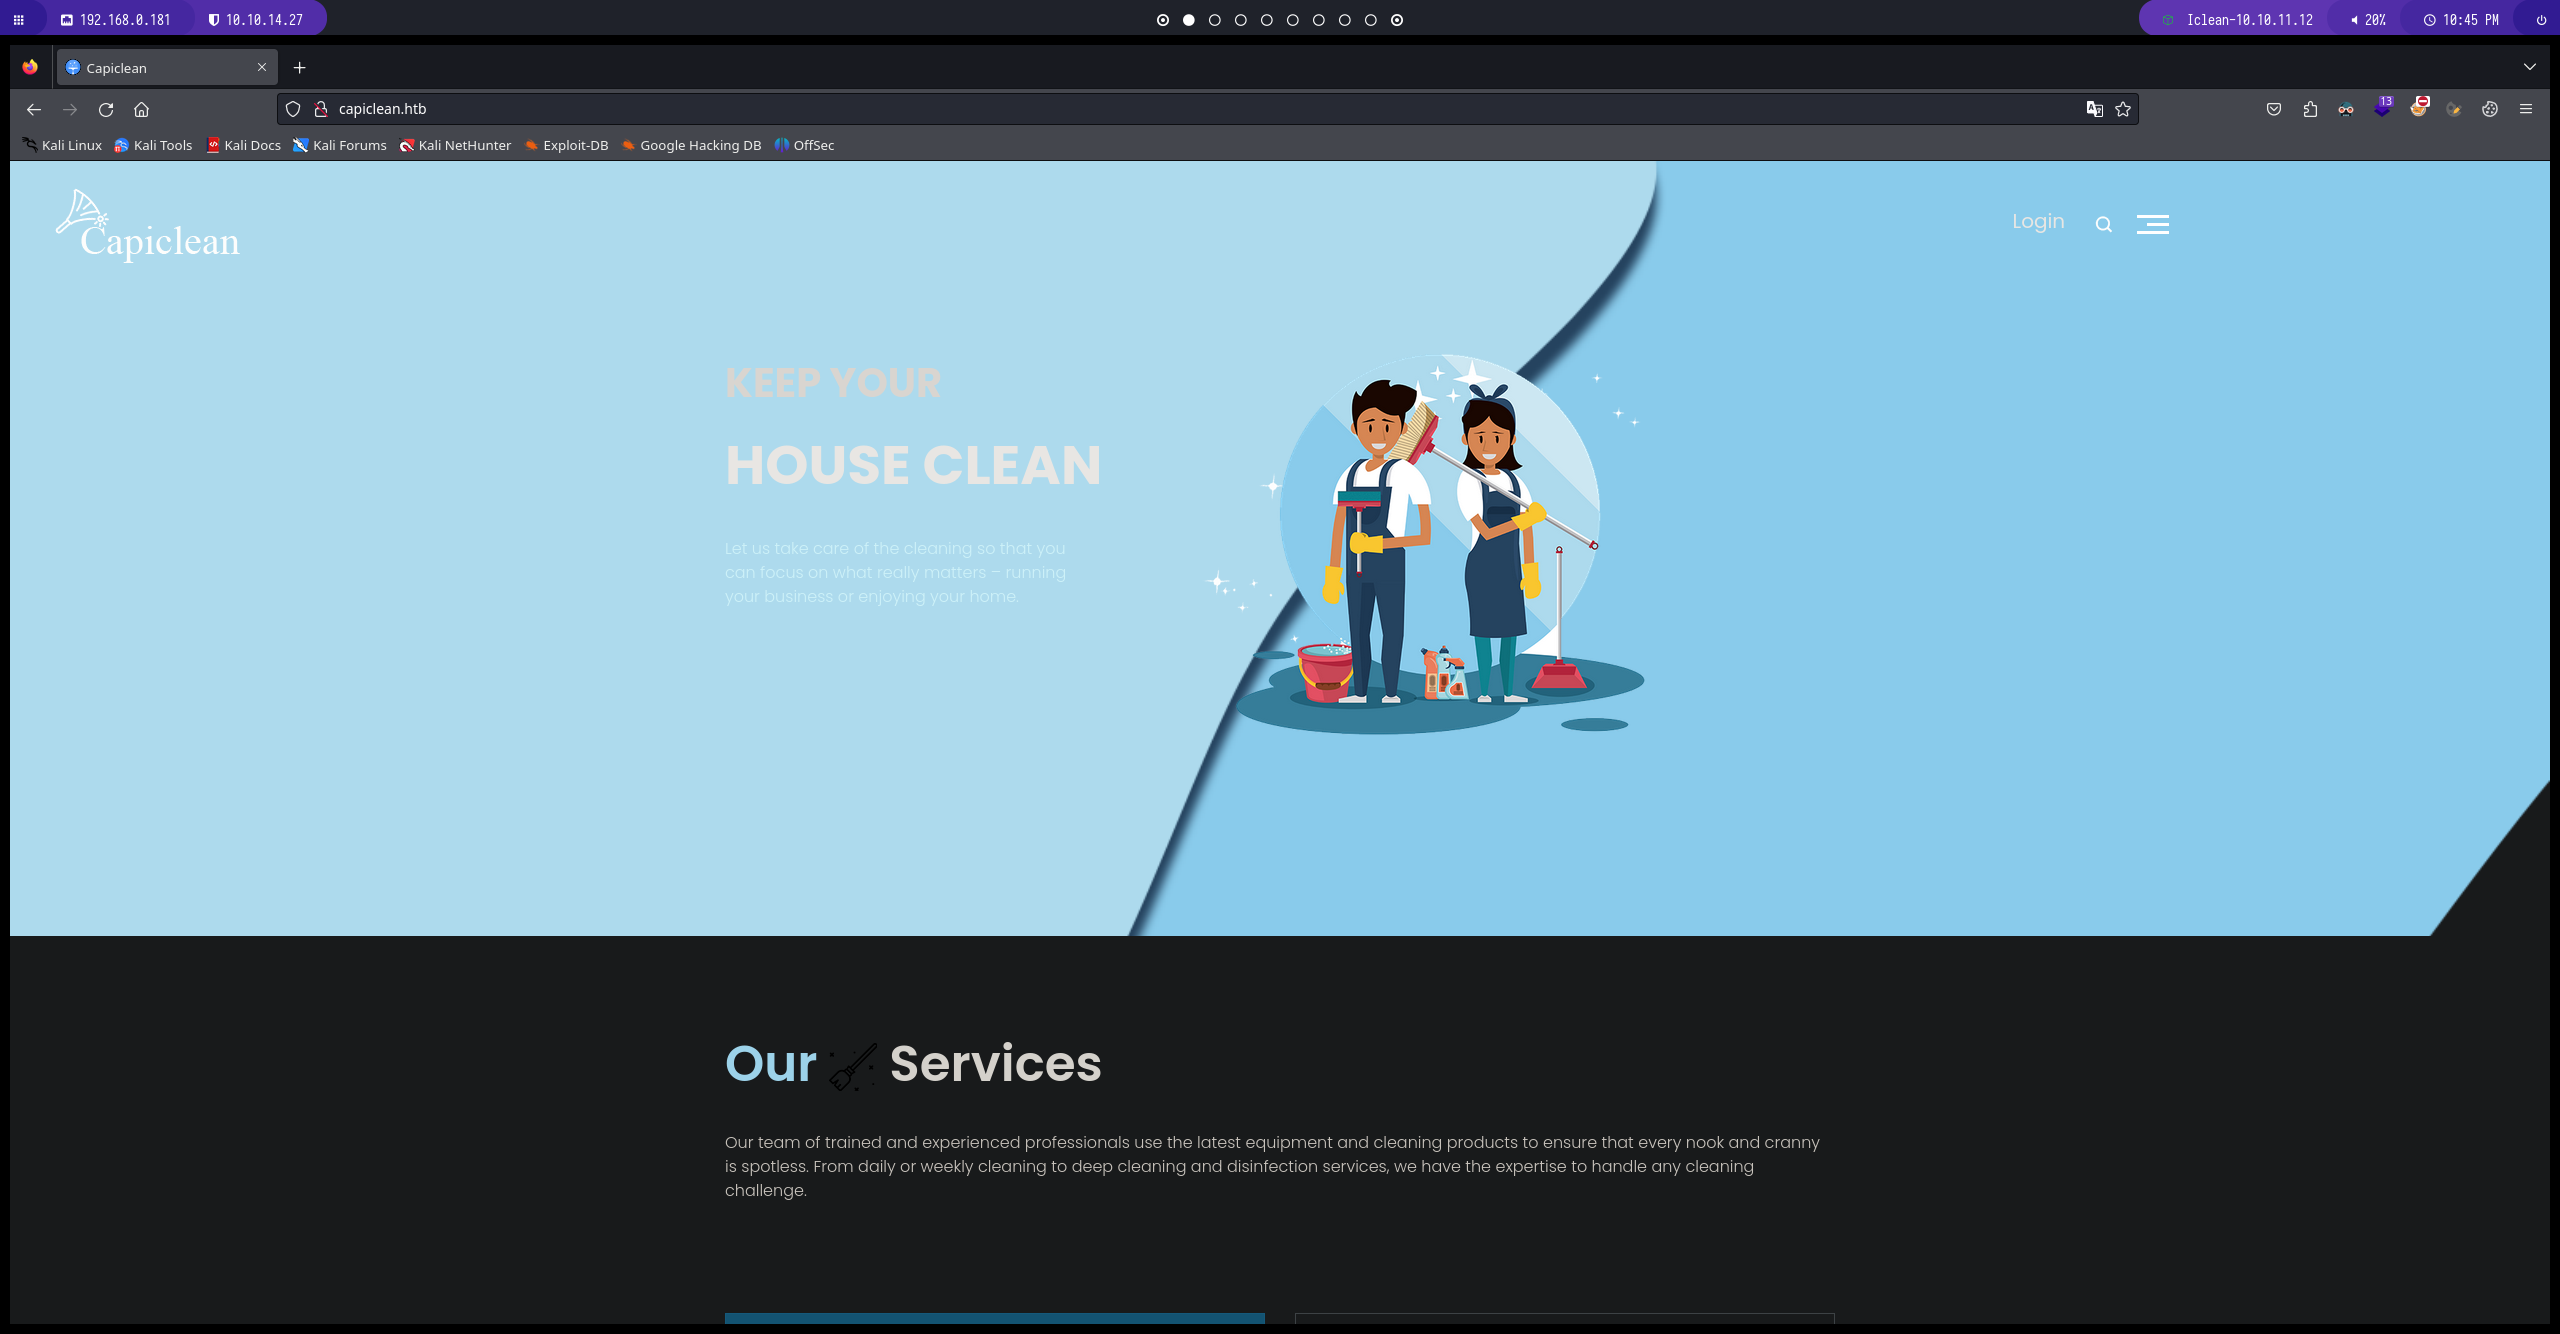 192.168.0.181 10.10.14.27 Iclean-10.10.11.12 20% 10:45 PM
Capiclean
capiclean.htb 13
Kali Linux Kali Tools Kali Docs Kali Forums Kali NetHunter Exploit-DB Google Hacking DB OffSec
Capiclean Login
KEEP YOUR
HOUSE CLEAN
Let us take care of the cleaning so that you
can focus on what really matters – running
your business or enjoying your home.
Our Services
Our team of trained and experienced professionals use the latest equipment and cleaning products to ensure that every nook and cranny
is spotless. From daily or weekly cleaning to deep cleaning and disinfection services, we have the expertise to handle any cleaning
challenge.